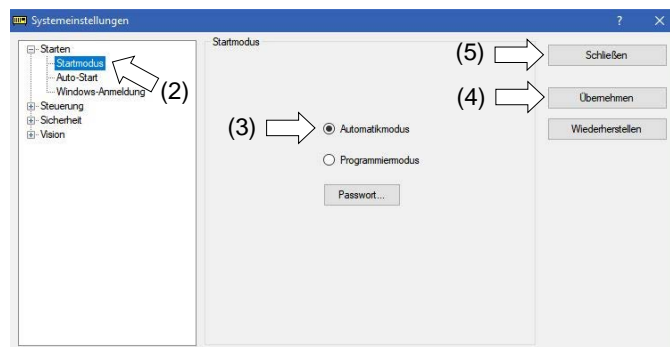 Systemeinstellungen
Starten
Startmodus
Auto-Start
Windows-Anmeldung
Steuerung
Sicherheit
Vision
(2)
Startmodus
(3)
Automatikmodus
Programmiermodus
Passwort...
(5)
Schließen
(4)
Übernehmen
Wiederherstellen